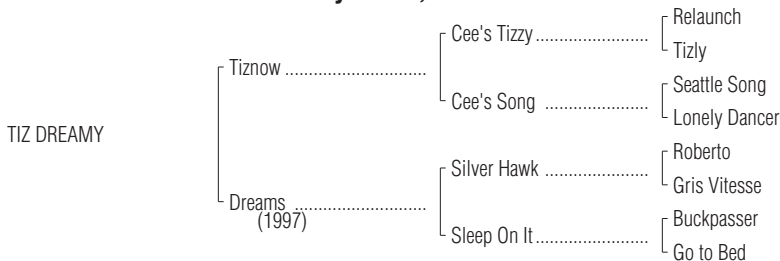 Relaunch
Cee's Tizzy
Tizly
Tiznow
Seattle Song
Cee's Song
Lonely Dancer
TIZ DREAMY
Roberto
Silver Hawk
Gris Vitesse
Dreams
(1997)
Buckpasser
Sleep On It
Go to Bed